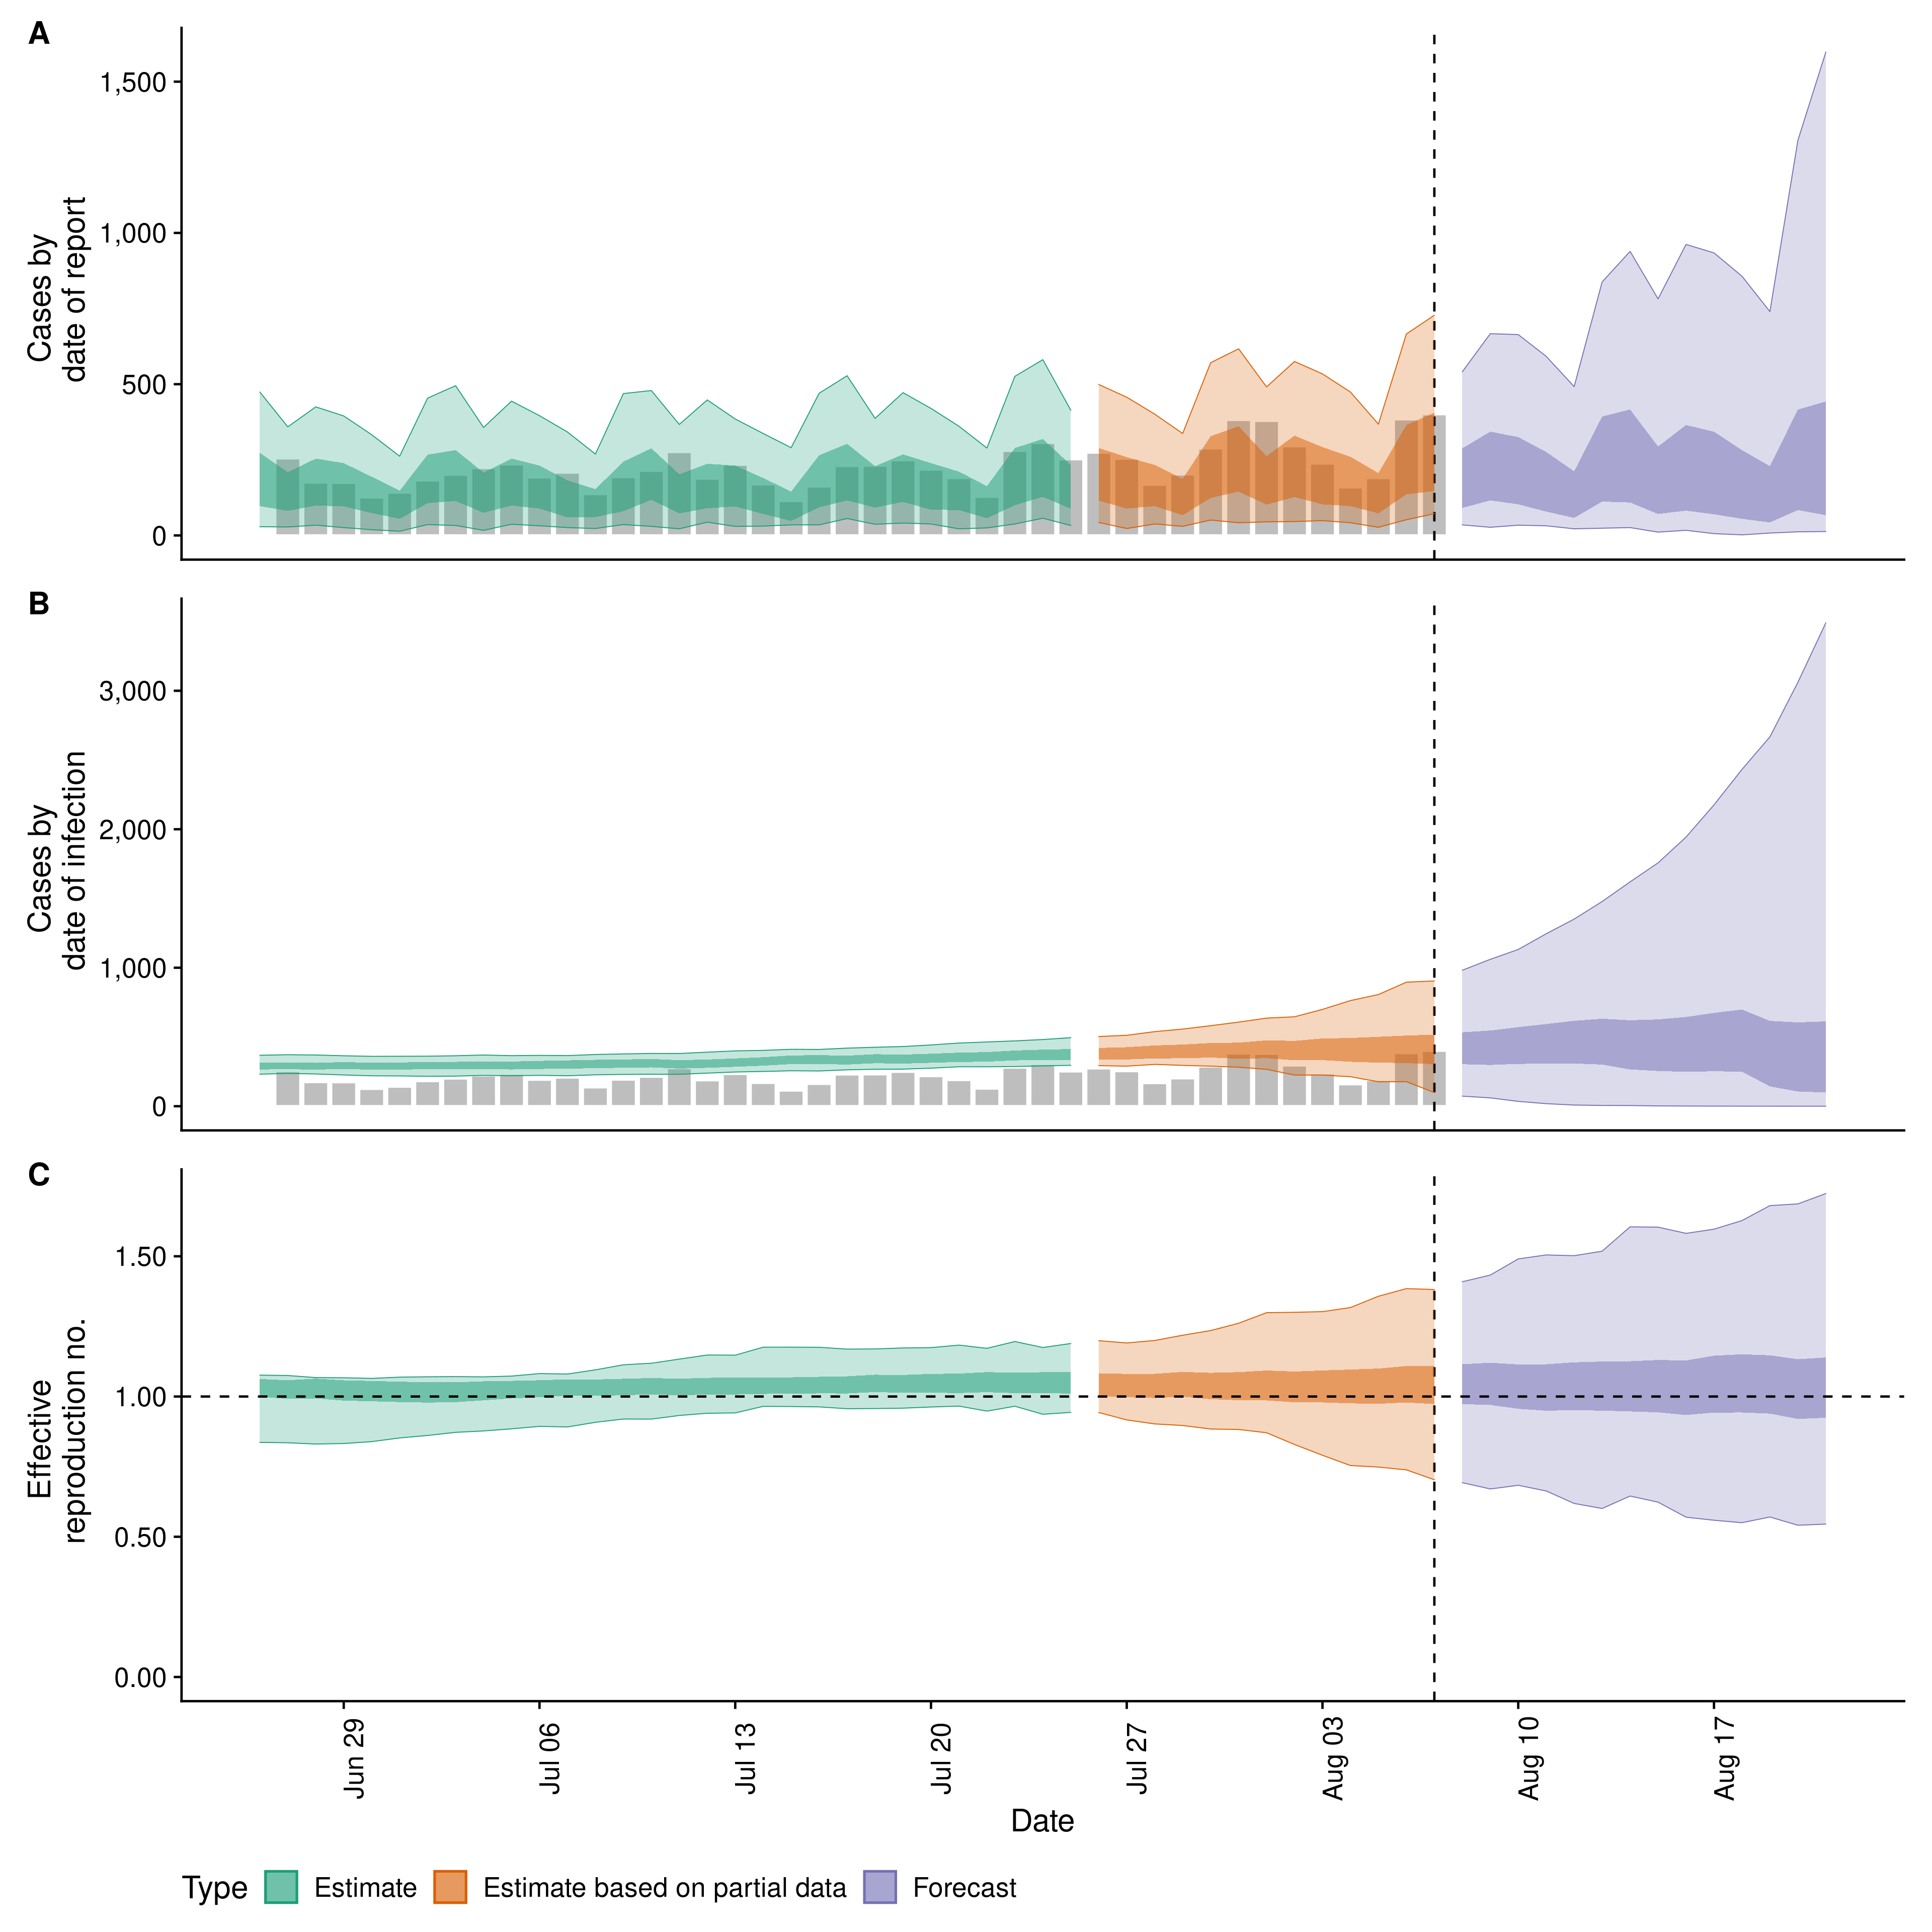 A
1,500
1,000
500
0
Cases by
date of report
B
3,000
2,000
1,000
0
Cases by
date of infection
C
1.50
1.00
0.50
0.00
Effective
reproduction no.
Jun 29
Jul 06
Jul 13
Jul 20
Jul 27
Aug 03
Aug 10
Aug 17
Date
Type Estimate Estimate based on partial data Forecast